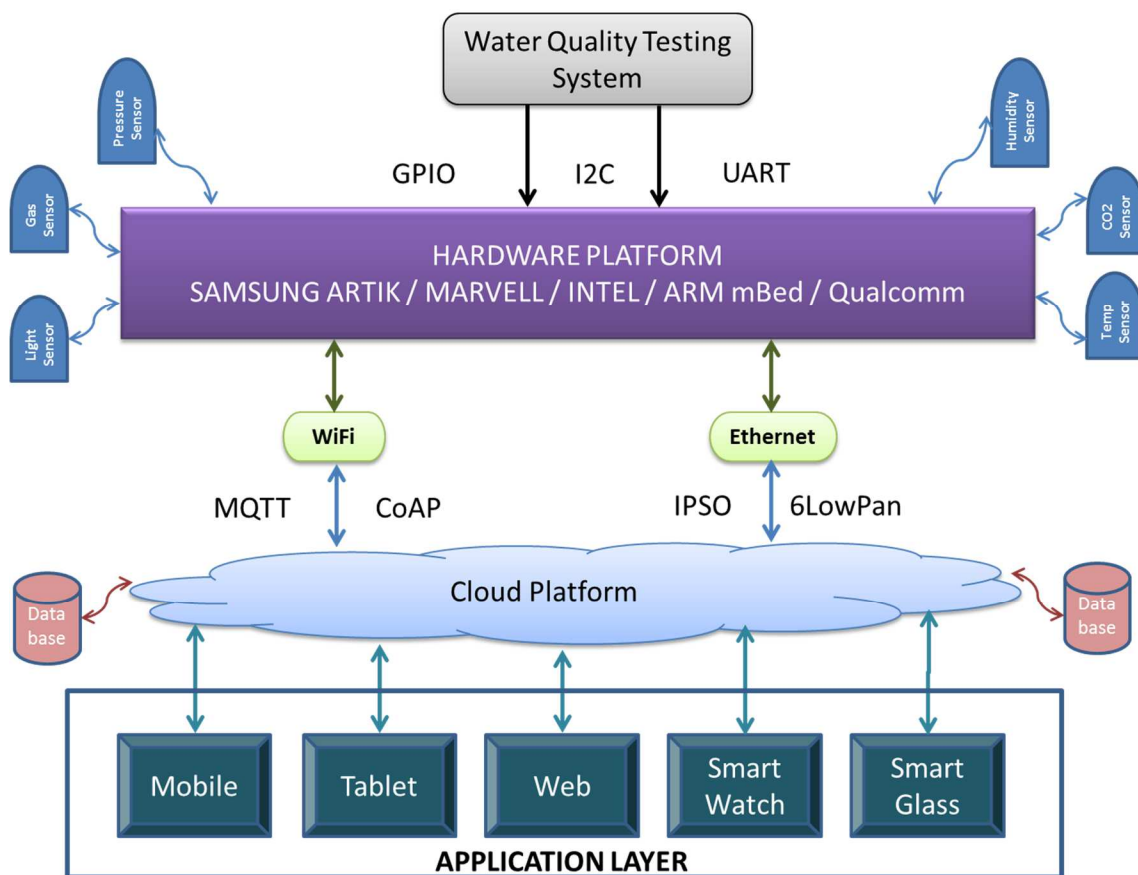 Water Quality Testing
System
Pressure
Sensor
Humidity
Sensor
GPIO
I2C
UART
Gas
Sensor
CO2
Sensor
HARDWARE PLATFORM
SAMSUNG ARTIK / MARVELL / INTEL / ARM mBed / Qualcomm
Light
Sensor
Temp
Sensor
WiFi
Ethernet
MQTT
CoAP
IPSO
6LowPan
Cloud Platform
Data
base
Data
base
Mobile
Tablet
Web
Smart
Watch
Smart
Glass
APPLICATION LAYER